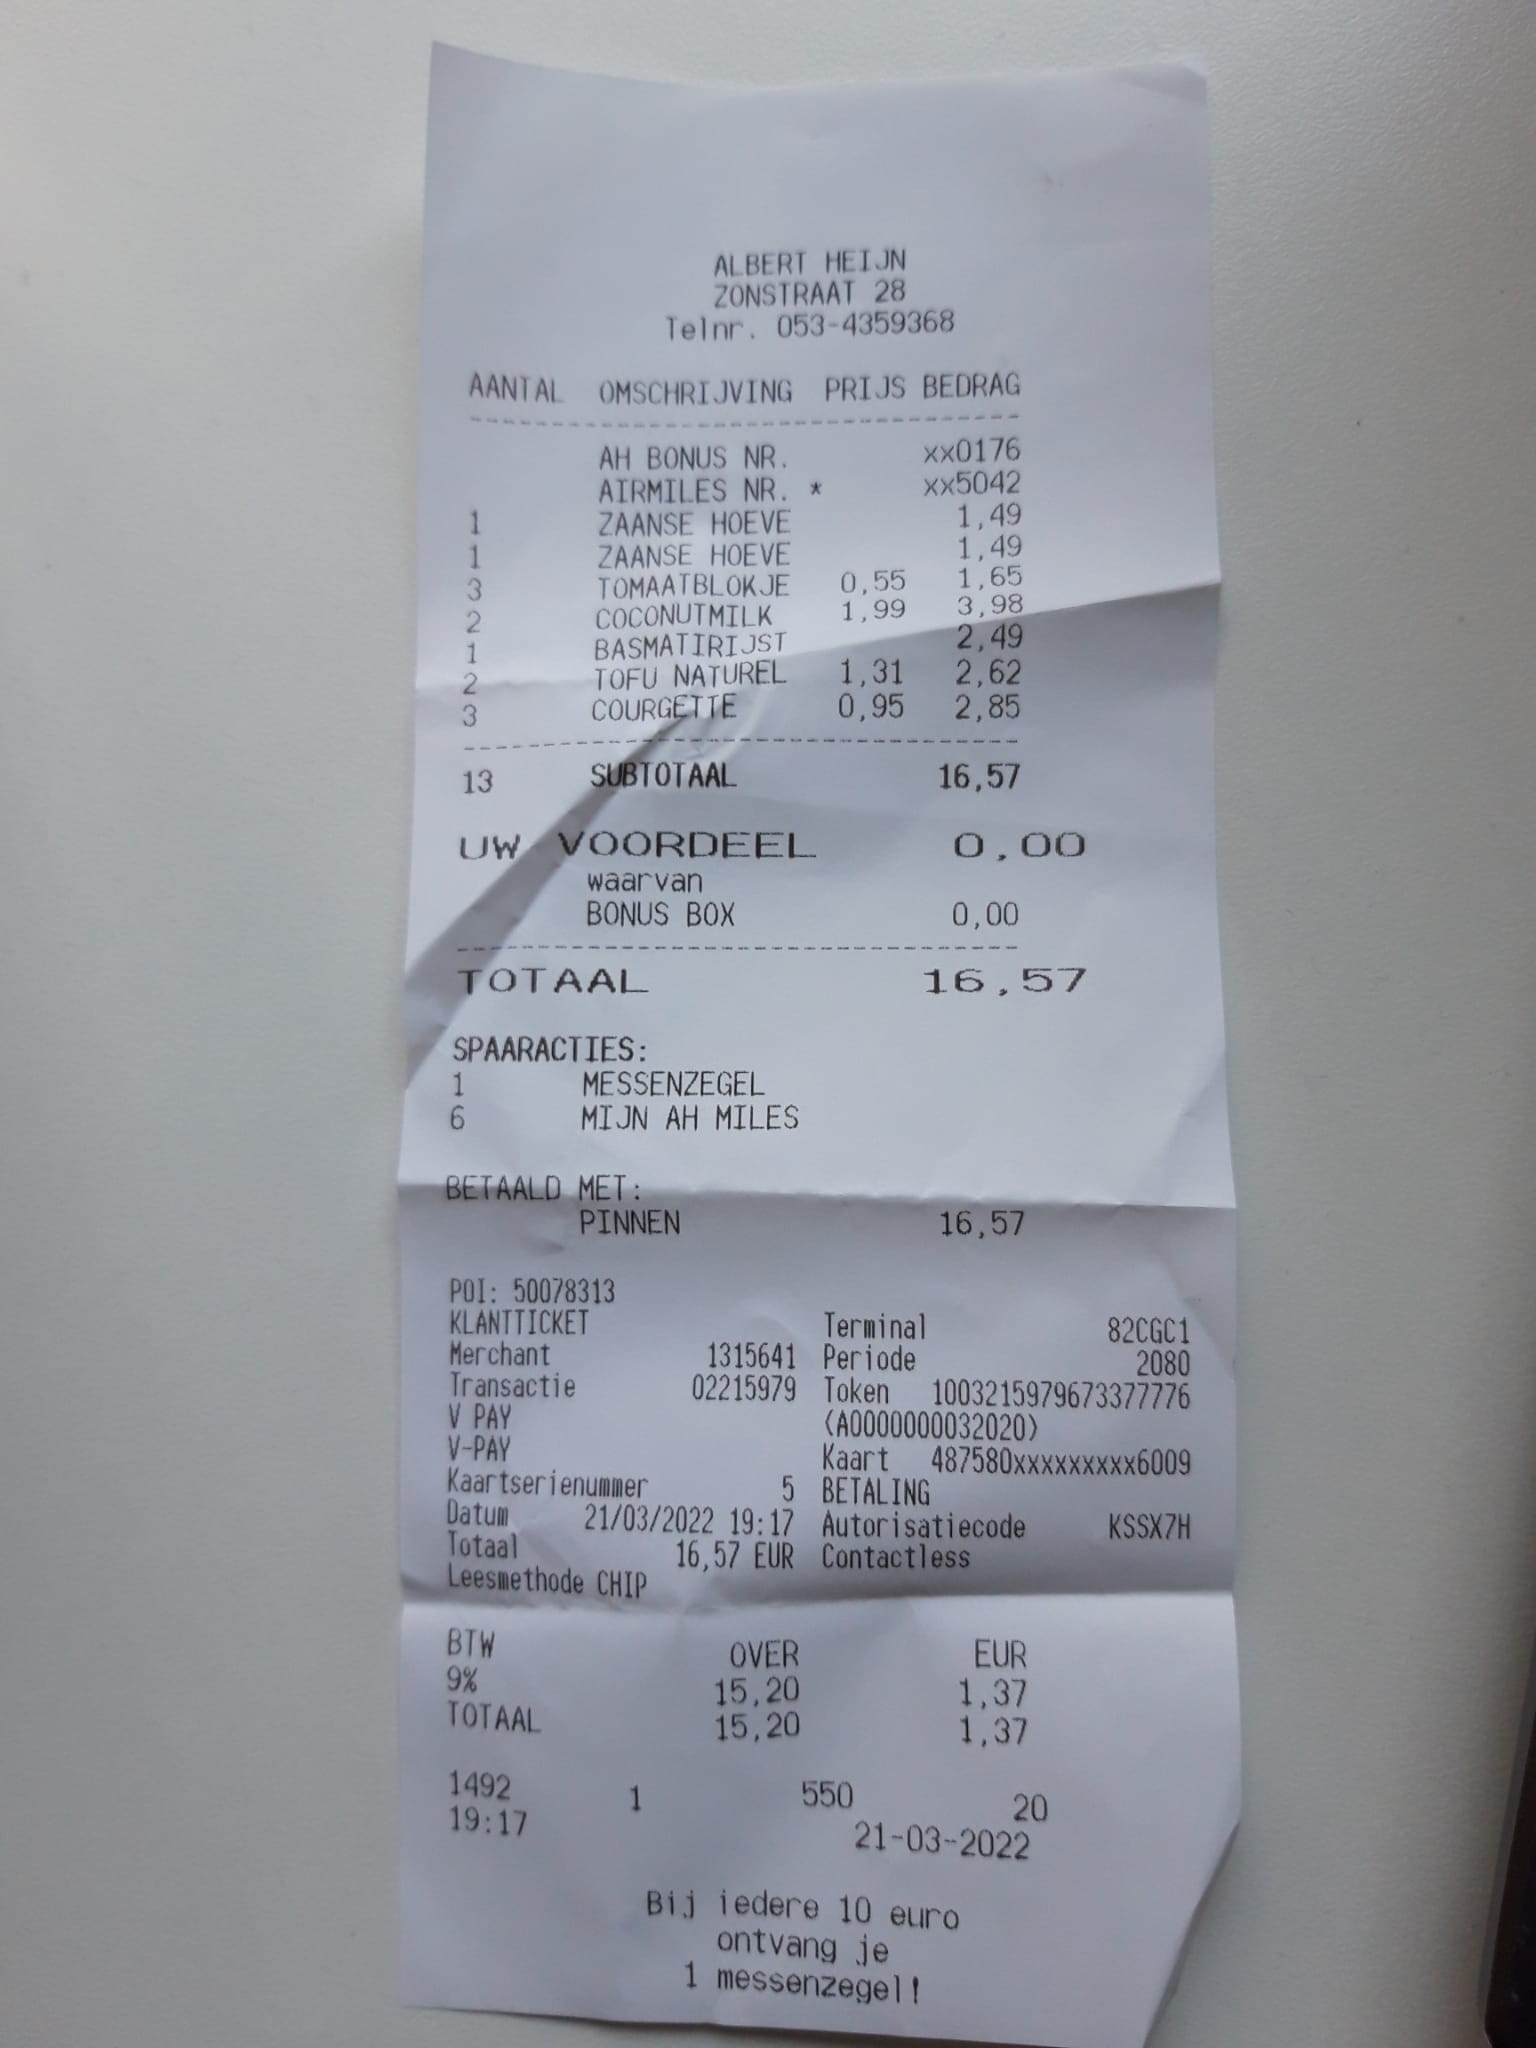 ALBERT HEIJN
ZONSTRAAT 28
Telnr. 053-4359368
AANTAL OMSCHRIJVING PRIJS BEDRAG
AH BONUS NR. xx0176
AIRMILES NR. * xx5042
1 ZAANSE HOEVE 1,49
1 ZAANSE HOEVE 1,49
3 TOMAATBLOKJE 0,55 1,65
2 COCONUTMILK 1,99 3,98
1 BASMATIRIJST 2,49
2 TOFU NATUREL 1,31 2,62
3 COURGETTE 0,95 2,85
13 SUBTOTAAL 16,57
UW VOORDEEL 0,00
waarvan
BONUS BOX 0,00
TOTAAL 16,57
SPAARACTIES:
1 MESSENZEGEL
6 MIJN AH MILES
BETAALD MET:
PINNEN 16,57
POI: 50078313
KLANTTICKET Terminal 82CGC1
Merchant 1315641 Periode 2080
Transactie 02215979 Token 1003215979673377776
V PAY (A0000000032020)
V-PAY Kaart 487580xxxxxxxxx6009
Kaartserienummer 5 BETALING
Datum 21/03/2022 19:17 Autorisatiecode KSSX7H
Totaal 16,57 EUR Contactless
Leesmethode CHIP
BTW OVER EUR
9% 15,20 1,37
TOTAAL 15,20 1,37
1492 1 550 20
19:17 21-03-2022
Bij iedere 10 euro
ontvang je
1 messenzegel!